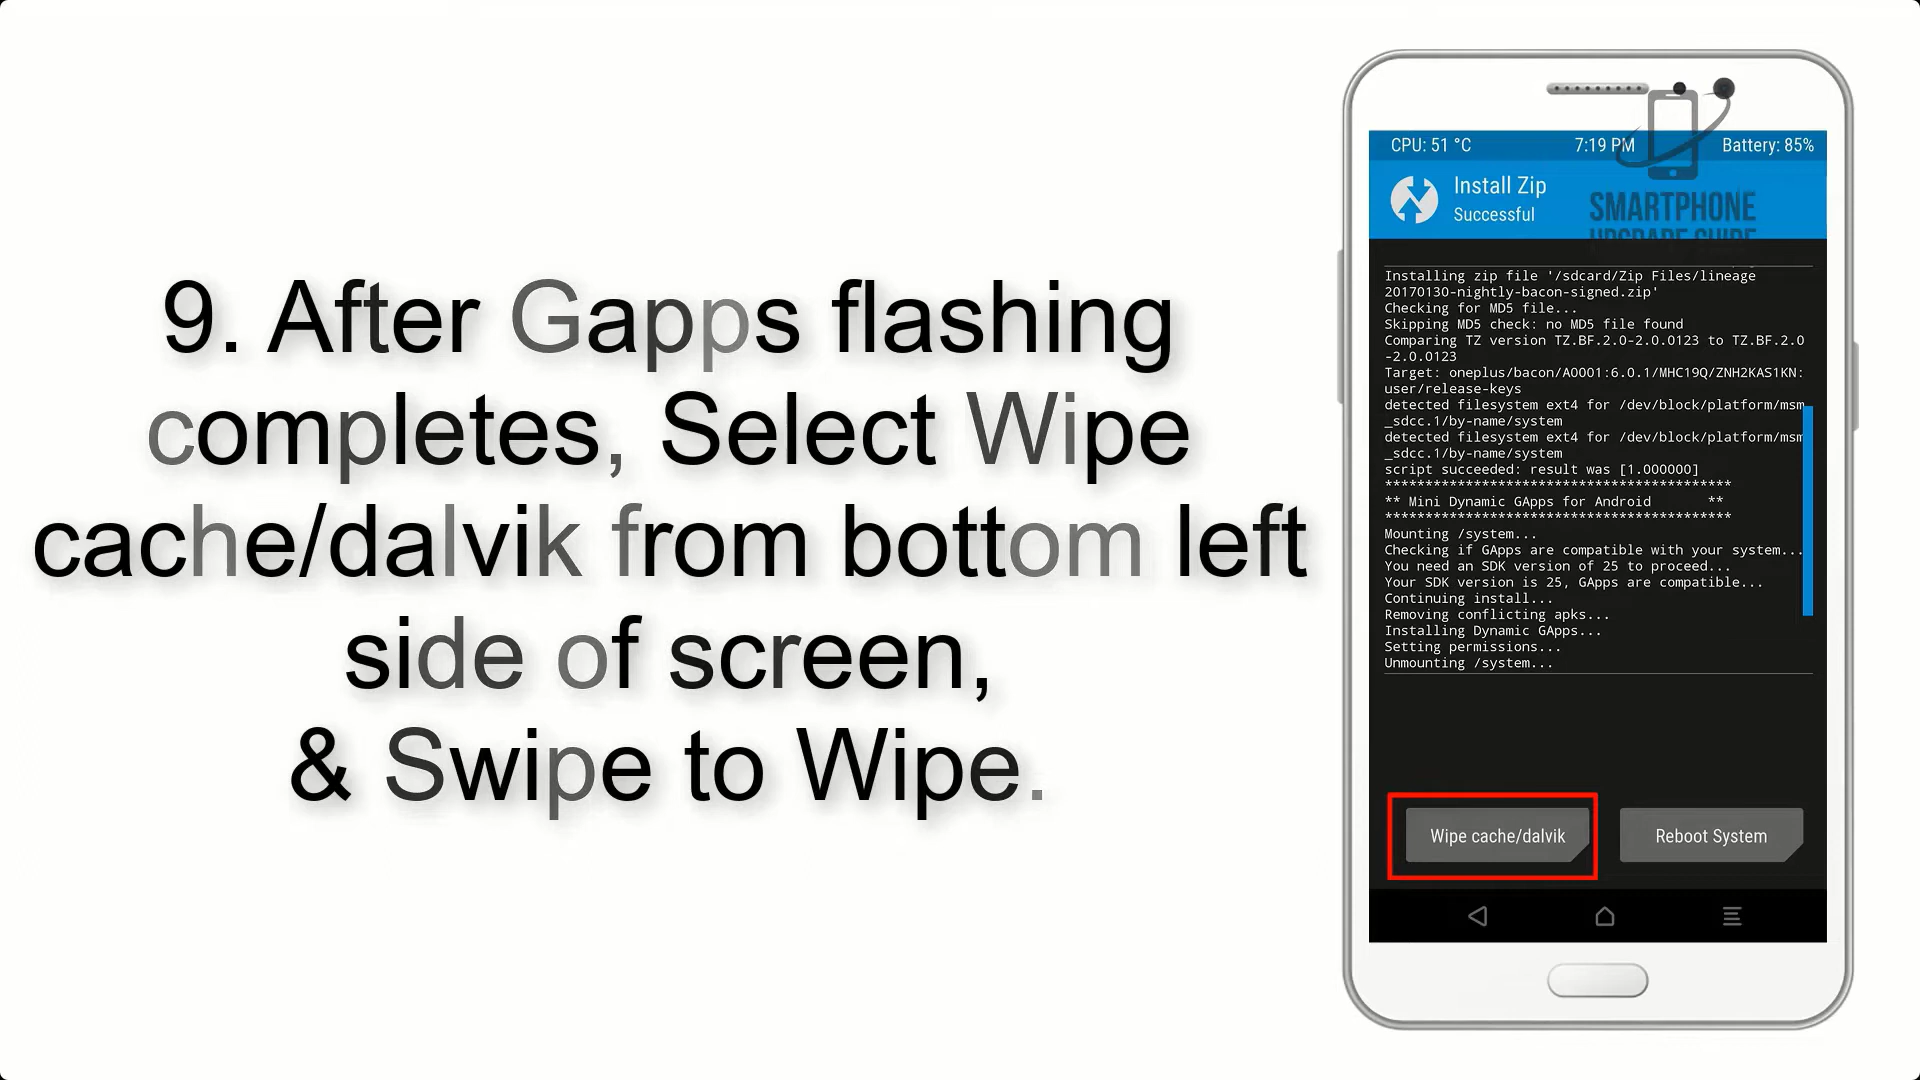 9. After Gapps flashing
completes, Select Wipe
cache/dalvik from bottom left
side of screen,
& Swipe to Wipe.
CPU: 51 °C 7:19 PM Battery: 85%
Install Zip
Successful
SMARTPHONE
UPGRADE GUIDE
Installing zip file '/sdcard/Zip Files/lineage
20170130-nightly-bacon-signed.zip'
Checking for MD5 file...
Skipping MD5 check: no MD5 file found
Comparing TZ version TZ.BF.2.0-2.0.0123 to TZ.BF.2.0
-2.0.0123
Target: oneplus/bacon/A0001:6.0.1/MHC19Q/ZNH2KAS1KN:
user/release-keys
detected filesystem ext4 for /dev/block/platform/msm
_sdcc.1/by-name/system
detected filesystem ext4 for /dev/block/platform/msm
_sdcc.1/by-name/system
script succeeded: result was [1.000000]
*******************************************
** Mini Dynamic GApps for Android **
*******************************************
Mounting /system...
Checking if GApps are compatible with your system...
You need an SDK version of 25 to proceed...
Your SDK version is 25, GApps are compatible...
Continuing install...
Removing conflicting apks...
Installing Dynamic GApps...
Setting permissions...
Unmounting /system...
Wipe cache/dalvik Reboot System